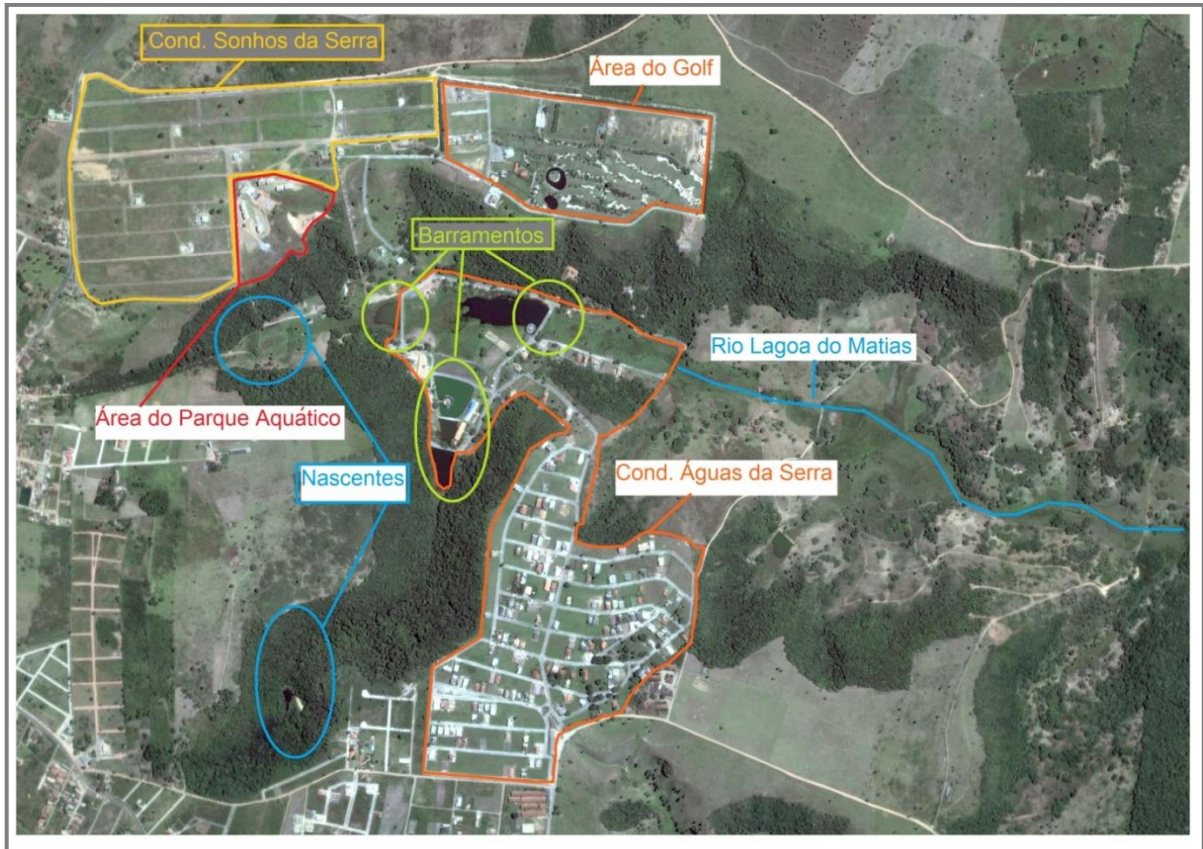 Cond. Sonhos da Serra
Área do Golf
Barramentos
Rio Lagoa do Matias
Área do Parque Aquático
Nascentes
Cond. Águas da Serra